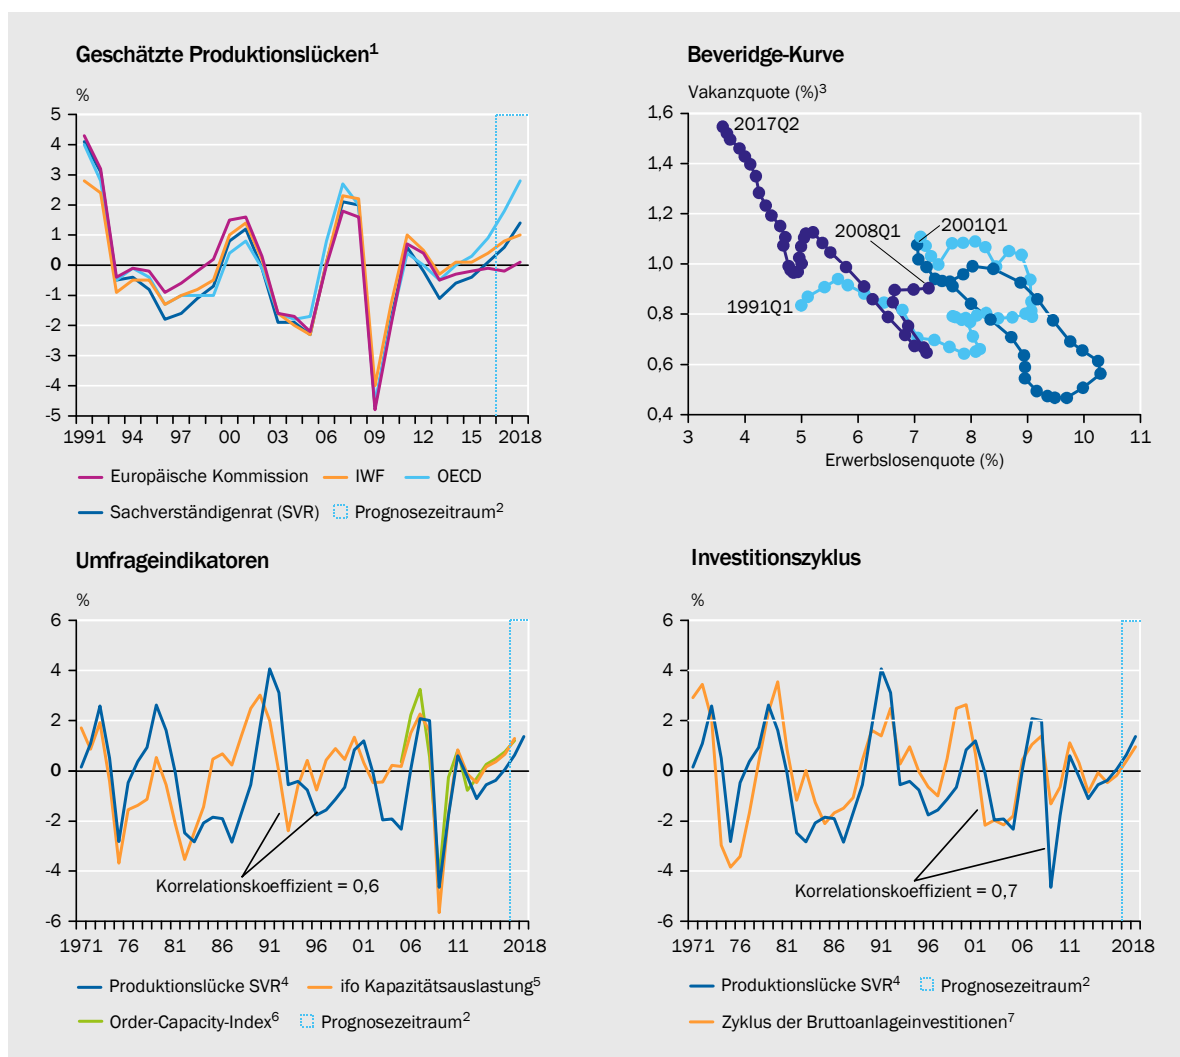 Geschätzte Produktionslücken1
%
5
4
3
2
1
0
-1
-2
-3
-4
-5
1991 94 97 00 03 06 09 12 15 2018
Europäische Kommission IWF OECD
Sachverständigenrat (SVR) Prognosezeitraum2
Beveridge-Kurve
Vakanzquote (%)3
1,6
1,4
1,2
1,0
0,8
0,6
0,4
2017Q2
2008Q1
2001Q1
1991Q1
3 4 5 6 7 8 9 10 11
Erwerbslosenquote (%)
Umfrageindikatoren
%
6
4
2
0
-2
-4
-6
Korrelationskoeffizient = 0,6
1971 76 81 86 91 96 01 06 11 2018
Produktionslücke SVR4 ifo Kapazitätsauslastung5
Order-Capacity-Index6 Prognosezeitraum2
Investitionszyklus
%
6
4
2
0
-2
-4
-6
Korrelationskoeffizient = 0,7
1971 76 81 86 91 96 01 06 11 2018
Produktionslücke SVR4 Prognosezeitraum2
Zyklus der Bruttoanlageinvestitionen7